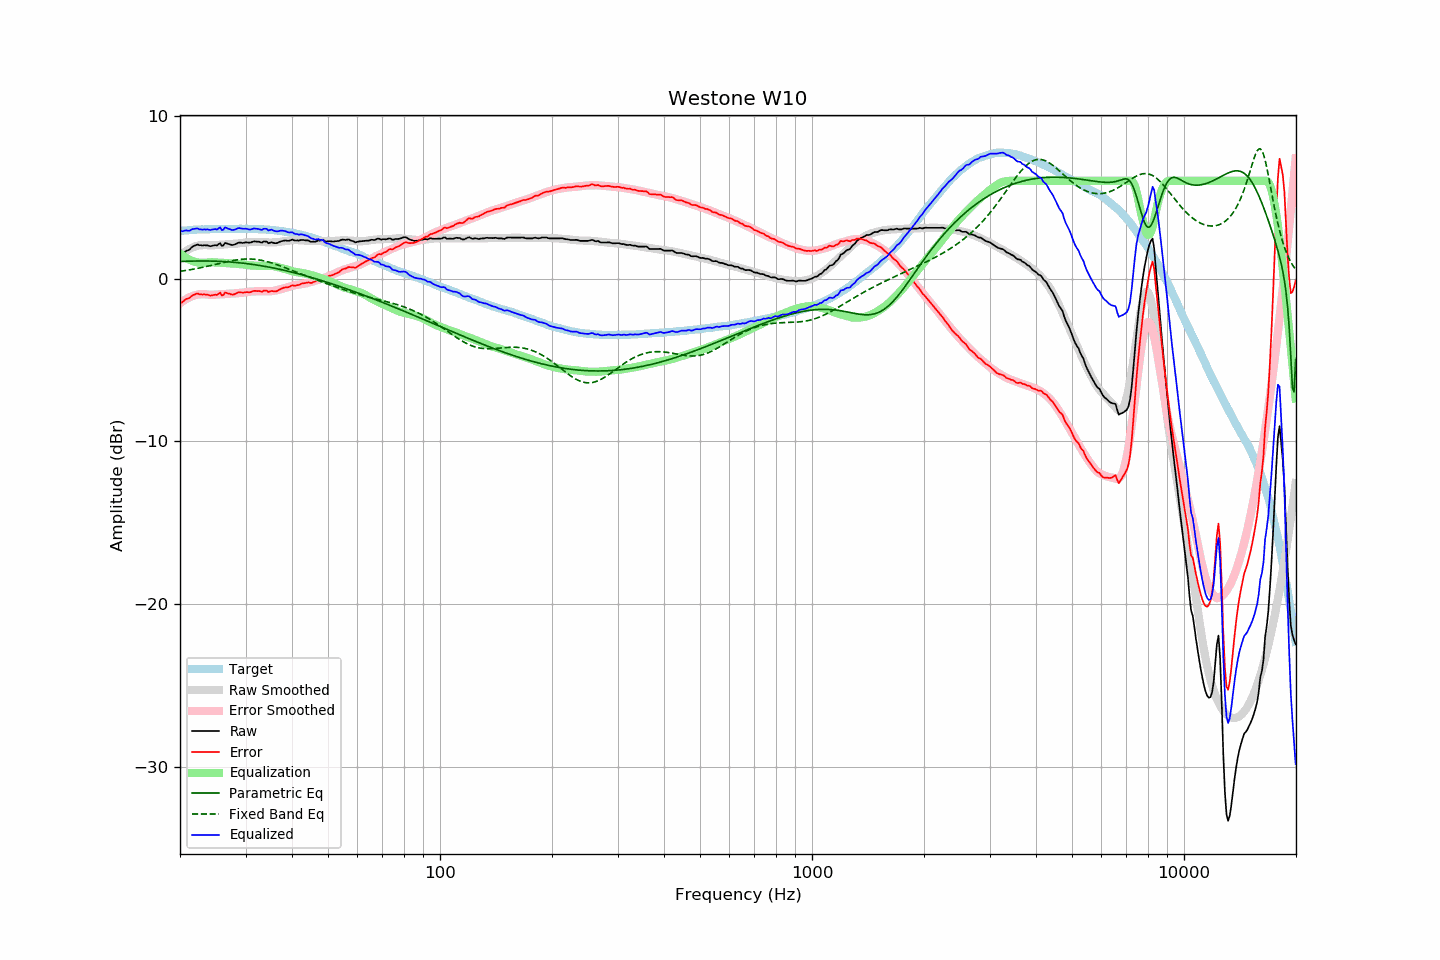 Westone W10
10
0
−10
−20
−30
Amplitude (dBr)
Target
Raw Smoothed
Error Smoothed
Raw
Error
Equalization
Parametric Eq
Fixed Band Eq
Equalized
100
1000
10000
Frequency (Hz)